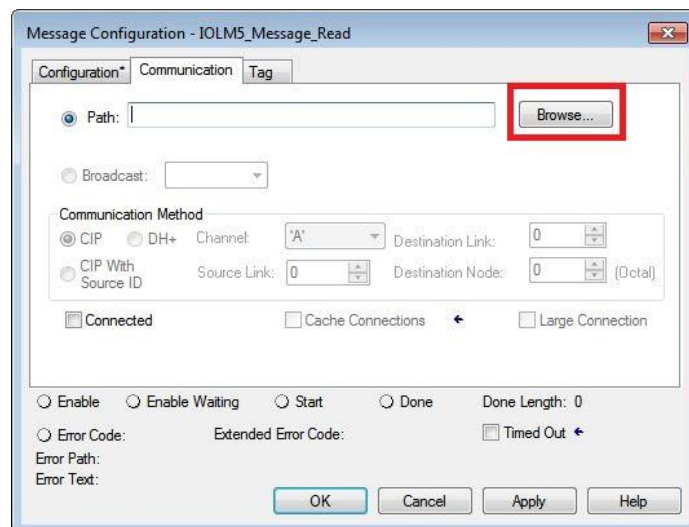 Message Configuration - IOLM5_Message_Read
Configuration* Communication Tag
Path: Browse...
Broadcast:
Communication Method
CIP DH+ Channel: 'A' Destination Link: 0
CIP With
Source ID
Source Link: 0 Destination Node: 0 (Octal)
Connected Cache Connections Large Connection
Enable Enable Waiting Start Done Done Length: 0
Error Code: Extended Error Code: Timed Out
Error Path:
Error Text:
OK Cancel Apply Help